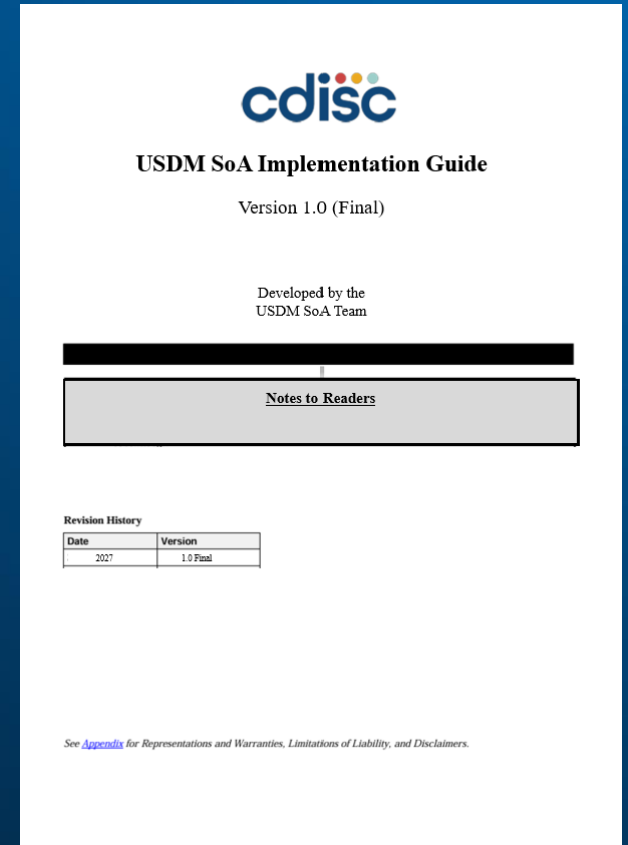 cdisc
USDM SoA Implementation Guide
Version 1.0 (Final)
Developed by the
USDM SoA Team
Notes to Readers
Revision History
Date Version
2027 1.0 Final
See Appendix for Representations and Warranties, Limitations of Liability, and Disclaimers.